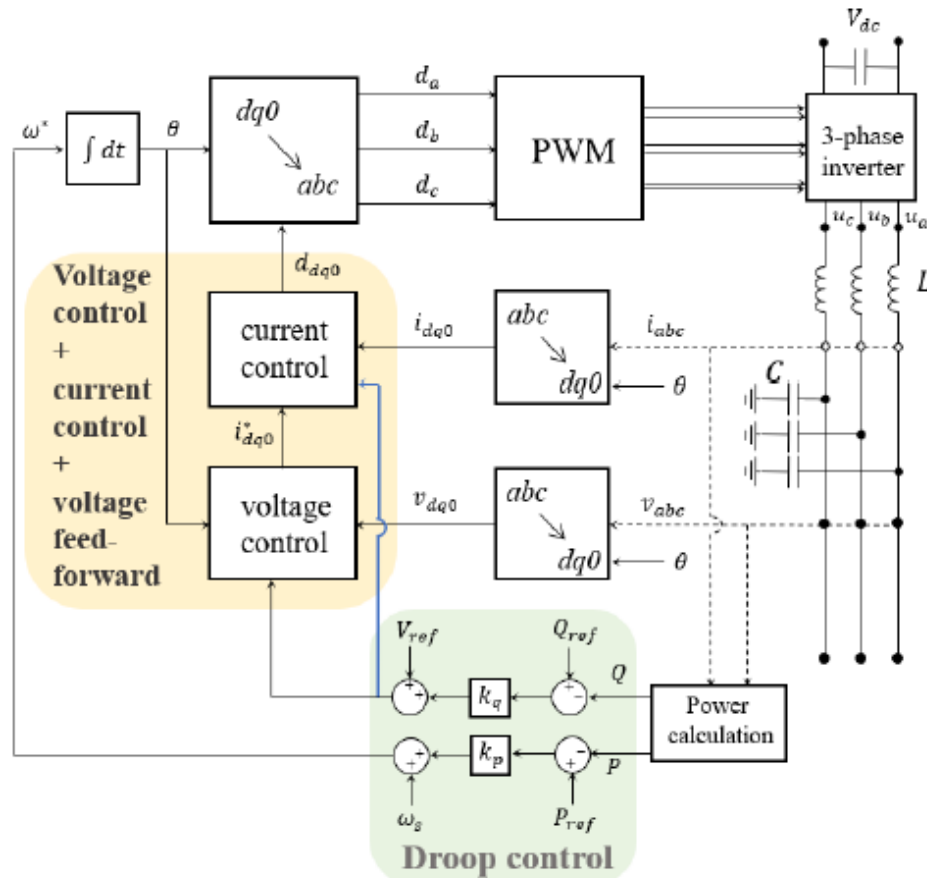 V_dc
d_a
dq0
abc
ω*
∫ dt
θ
d_b
d_c
PWM
3-phase
inverter
u_c
u_b
u_a
d_dq0
L
Voltage
control
+
current
control
+
voltage
feed-
forward
current
control
i_dq0
abc
dq0
i_abc
θ
C
i*_dq0
voltage
control
v_dq0
abc
dq0
v_abc
θ
V_ref
Q_ref
+
+
k_q
+
−
Q
Power
calculation
+
+
k_p
−
+
P
ω_s
P_ref
Droop control